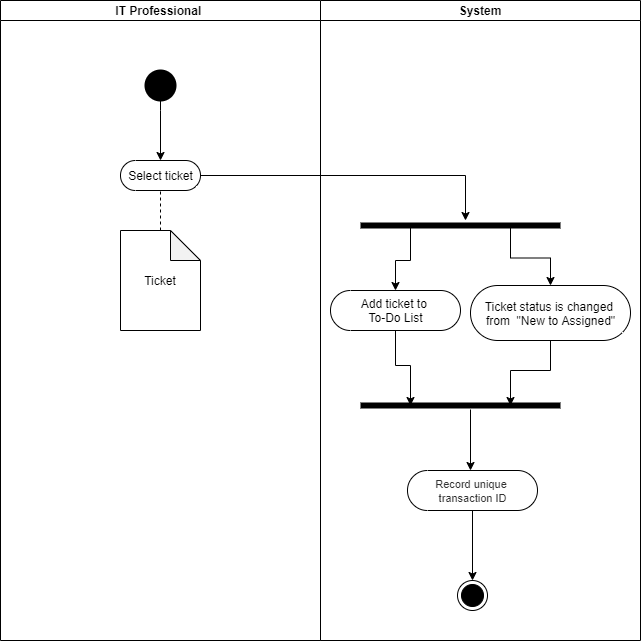 IT Professional
System
Select ticket
Ticket
Add ticket to
To-Do List
Ticket status is changed
from "New to Assigned"
Record unique
transaction ID